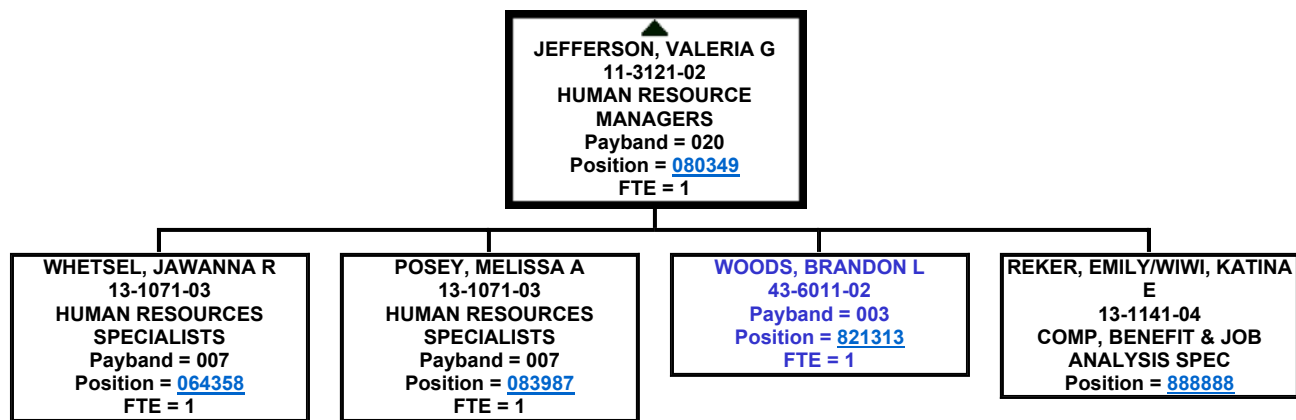 JEFFERSON, VALERIA G
11-3121-02
HUMAN RESOURCE
MANAGERS
Payband = 020
Position = 080349
FTE = 1
WHETSEL, JAWANNA R
13-1071-03
HUMAN RESOURCES
SPECIALISTS
Payband = 007
Position = 064358
FTE = 1
POSEY, MELISSA A
13-1071-03
HUMAN RESOURCES
SPECIALISTS
Payband = 007
Position = 083987
FTE = 1
WOODS, BRANDON L
43-6011-02
Payband = 003
Position = 821313
FTE = 1
REKER, EMILY/WIWI, KATINA
E
13-1141-04
COMP, BENEFIT & JOB
ANALYSIS SPEC
Position = 888888